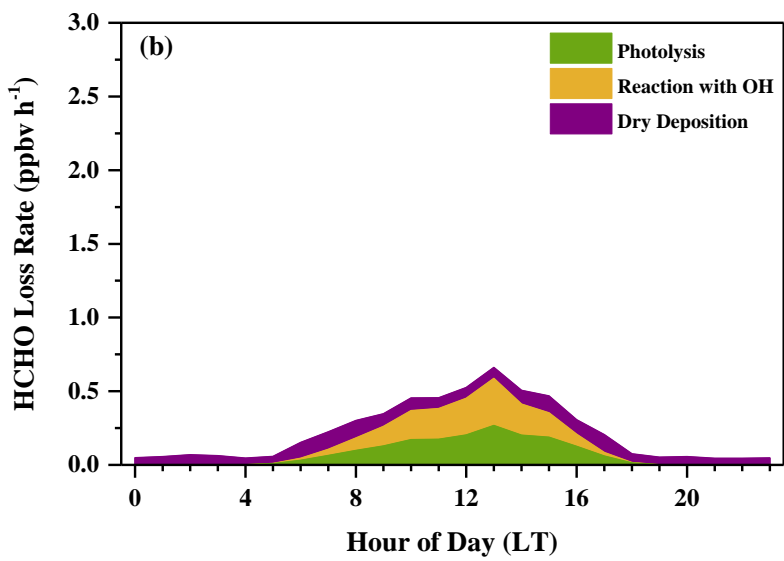 (b)
Photolysis
Reaction with OH
Dry Deposition
HCHO Loss Rate (ppbv h⁻¹)
3.0
2.5
2.0
1.5
1.0
0.5
0.0
0 4 8 12 16 20
Hour of Day (LT)